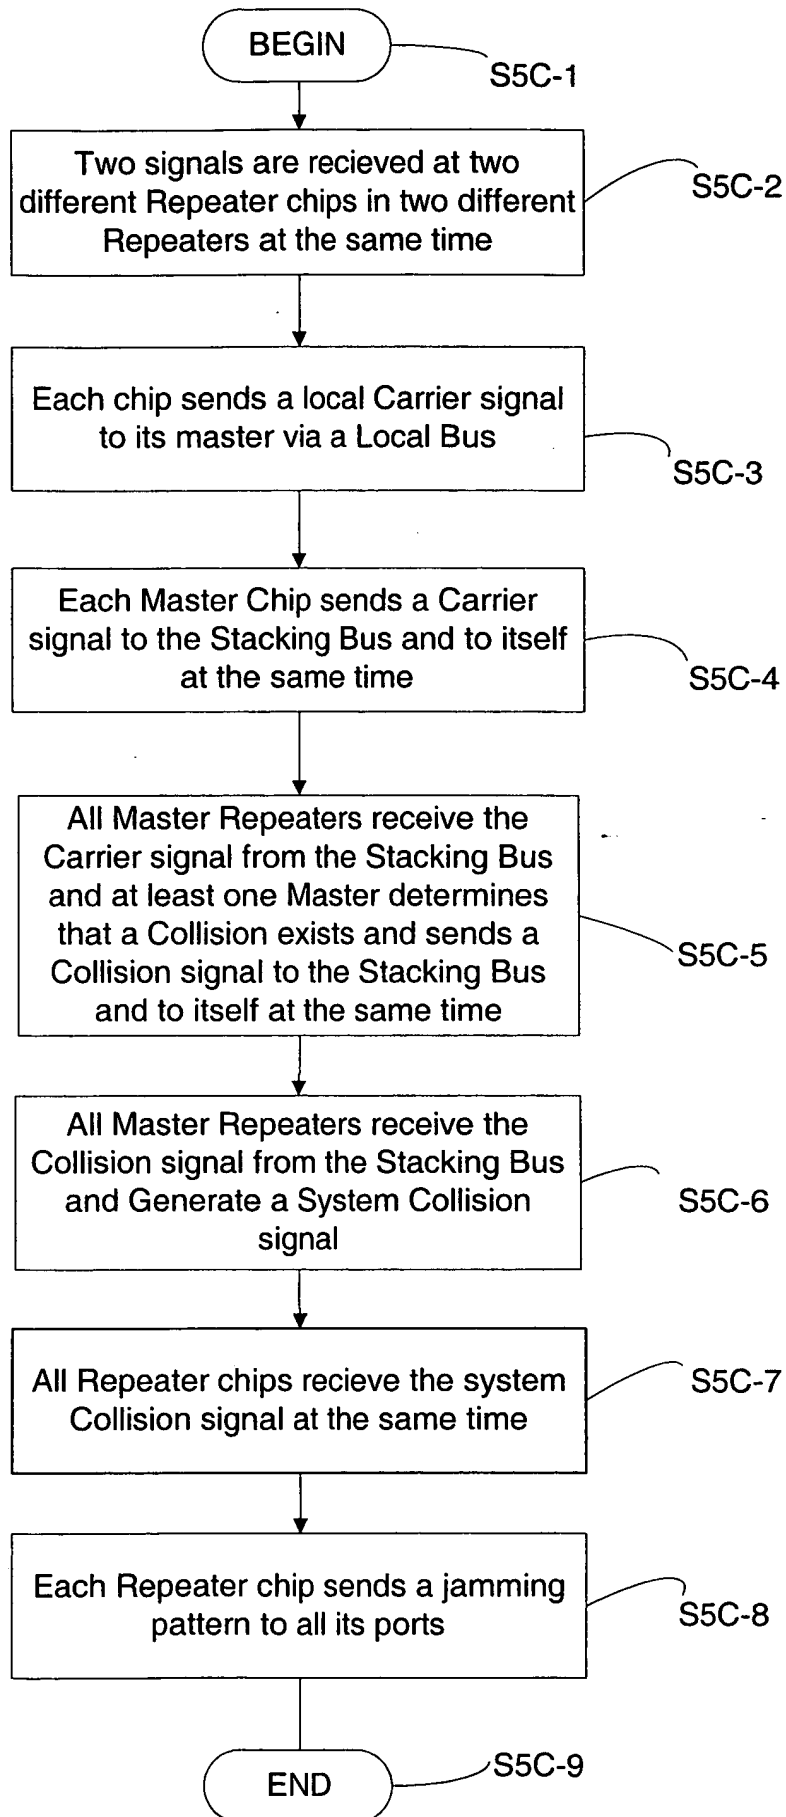 BEGIN
S5C-1
Two signals are recieved at two
different Repeater chips in two different
Repeaters at the same time
S5C-2
Each chip sends a local Carrier signal
to its master via a Local Bus
S5C-3
Each Master Chip sends a Carrier
signal to the Stacking Bus and to itself
at the same time
S5C-4
All Master Repeaters receive the
Carrier signal from the Stacking Bus
and at least one Master determines
that a Collision exists and sends a
Collision signal to the Stacking Bus
and to itself at the same time
S5C-5
All Master Repeaters receive the
Collision signal from the Stacking Bus
and Generate a System Collision
signal
S5C-6
All Repeater chips recieve the system
Collision signal at the same time
S5C-7
Each Repeater chip sends a jamming
pattern to all its ports
S5C-8
END
S5C-9